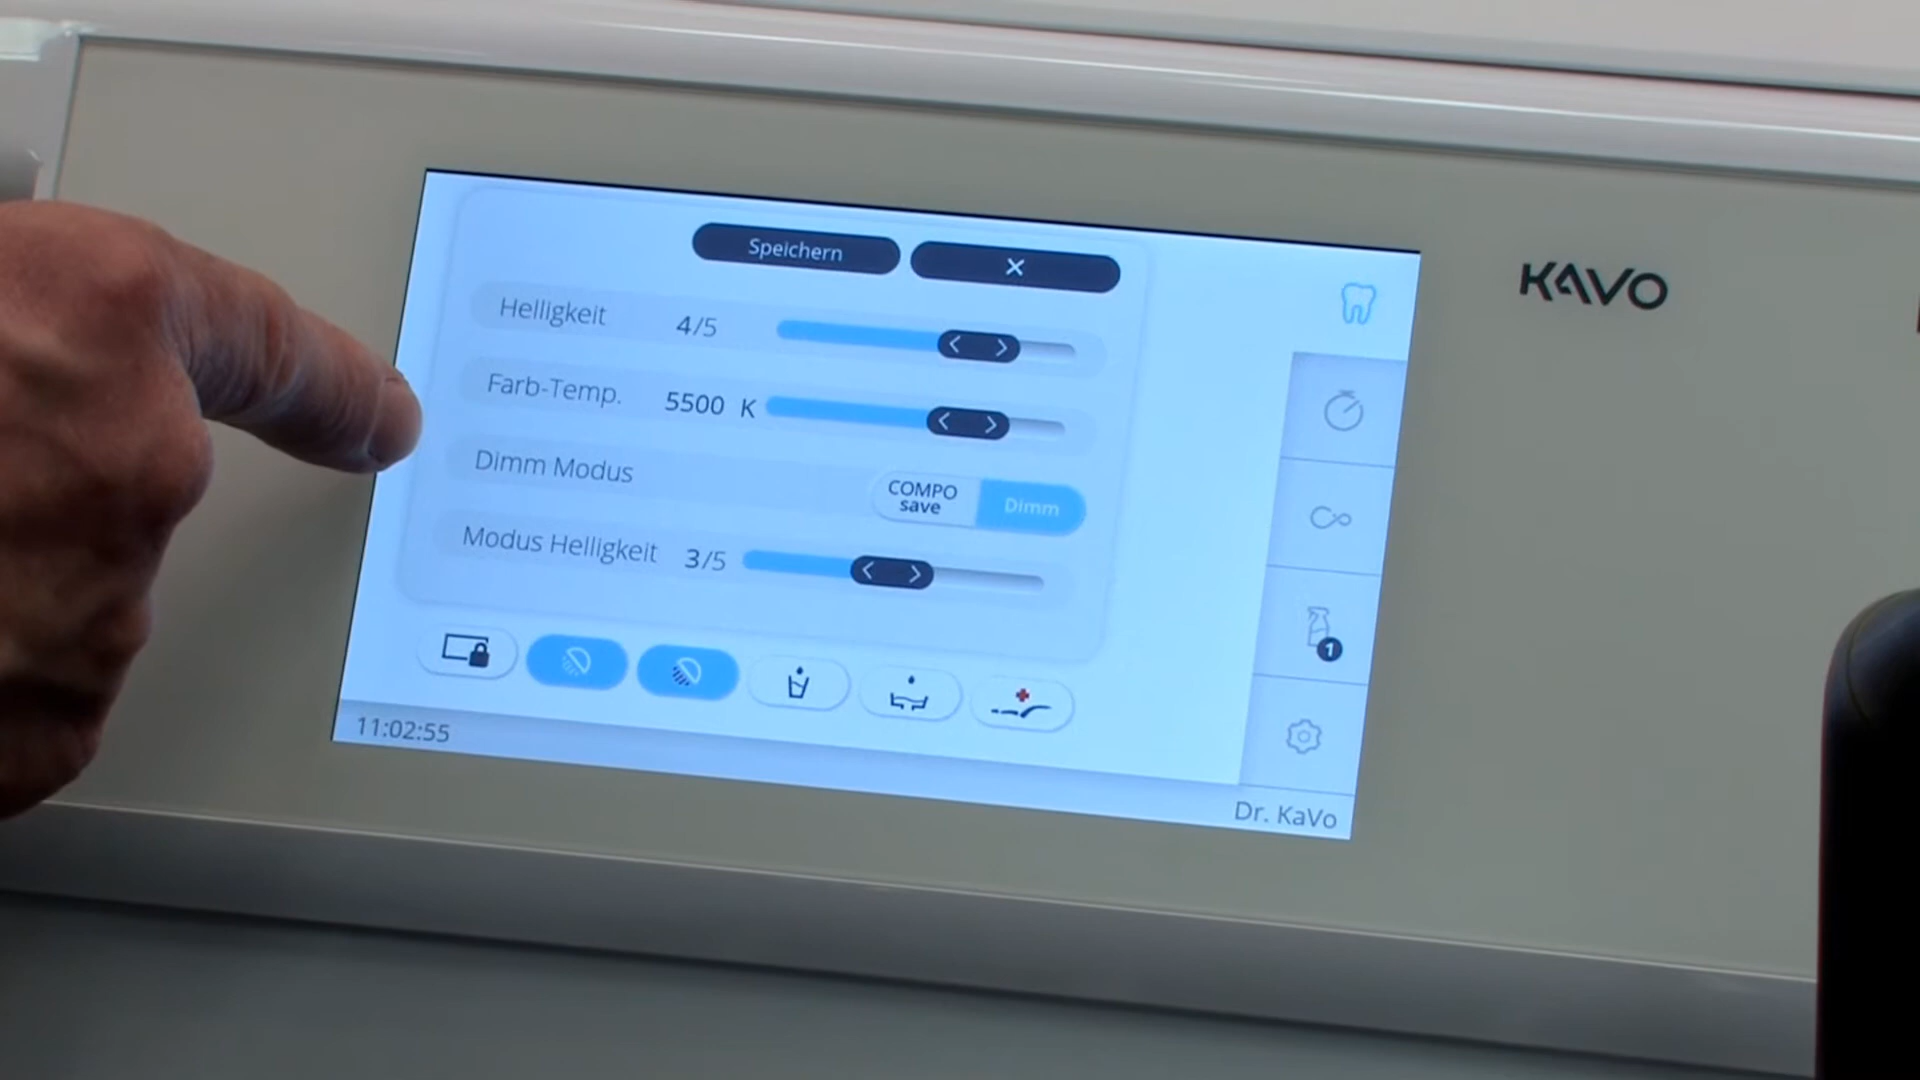 Speichern
KAVO
Helligkeit 4/5
Farb-Temp. 5500 K
Dimm Modus
COMPO
save
Dimm
Modus Helligkeit 3/5
1
11:02:55
Dr. KaVo